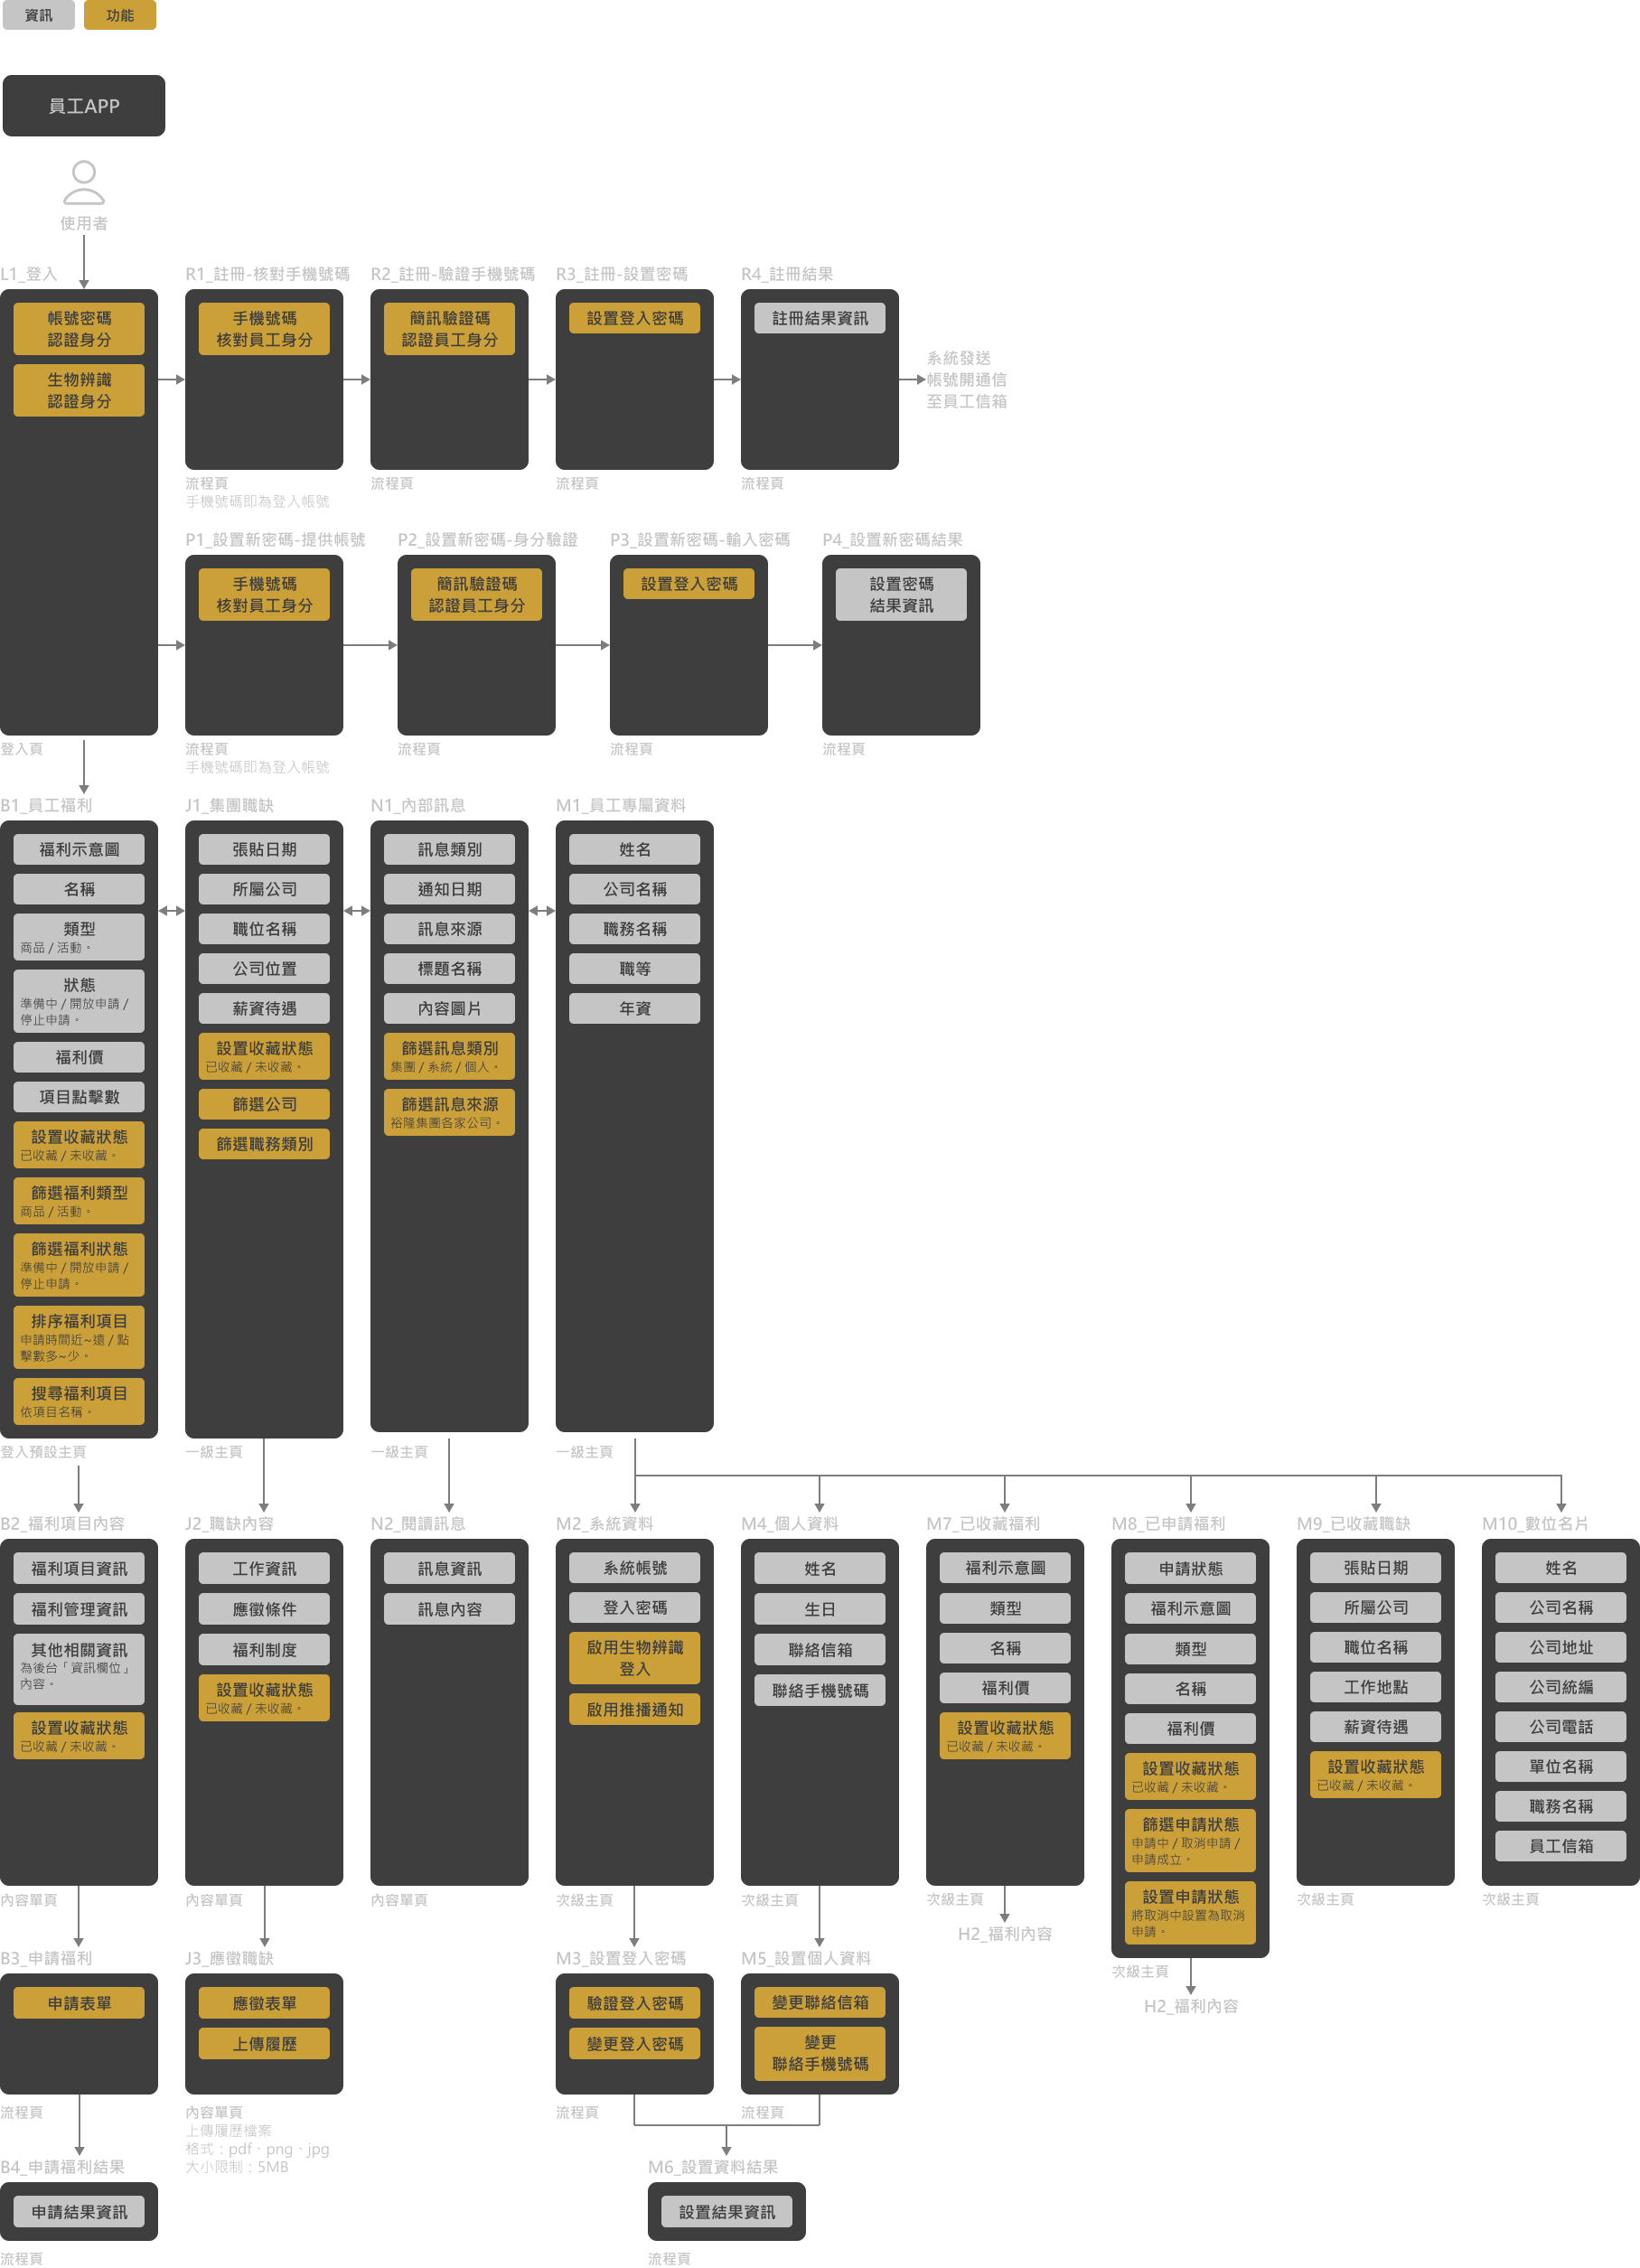 資訊
功能
員工APP
使用者
L1_登入
帳號密碼
認證身分
生物辨識
認證身分
登入頁
R1_註冊-核對手機號碼
手機號碼
核對員工身分
流程頁
手機號碼即為登入帳號
R2_註冊-驗證手機號碼
簡訊驗證碼
認證員工身分
流程頁
R3_註冊-設置密碼
設置登入密碼
流程頁
R4_註冊結果
註冊結果資訊
流程頁
系統發送
帳號開通信
至員工信箱
P1_設置新密碼-提供帳號
手機號碼
核對員工身分
流程頁
手機號碼即為登入帳號
P2_設置新密碼-身分驗證
簡訊驗證碼
認證員工身分
流程頁
P3_設置新密碼-輸入密碼
設置登入密碼
流程頁
P4_設置新密碼結果
設置密碼
結果資訊
流程頁
B1_員工福利
福利示意圖
名稱
類型
商品 / 活動。
狀態
準備中 / 開放申請 /
停止申請。
福利價
項目點擊數
設置收藏狀態
已收藏 / 未收藏。
篩選福利類型
商品 / 活動。
篩選福利狀態
準備中 / 開放申請 /
停止申請。
排序福利項目
申請時間近~遠 / 點
擊數多~少。
搜尋福利項目
依項目名稱。
登入預設主頁
J1_集團職缺
張貼日期
所屬公司
職位名稱
公司位置
薪資待遇
設置收藏狀態
已收藏 / 未收藏。
篩選公司
篩選職務類別
一級主頁
N1_內部訊息
訊息類別
通知日期
訊息來源
標題名稱
內容圖片
篩選訊息類別
集團 / 系統 / 個人。
篩選訊息來源
裕隆集團各家公司。
一級主頁
M1_員工專屬資料
姓名
公司名稱
職務名稱
職等
年資
一級主頁
B2_福利項目內容
福利項目資訊
福利管理資訊
其他相關資訊
為後台「資訊欄位」
內容。
設置收藏狀態
已收藏 / 未收藏。
內容單頁
J2_職缺內容
工作資訊
應徵條件
福利制度
設置收藏狀態
已收藏 / 未收藏。
內容單頁
N2_閱讀訊息
訊息資訊
訊息內容
內容單頁
M2_系統資料
系統帳號
登入密碼
啟用生物辨識
登入
啟用推播通知
次級主頁
M4_個人資料
姓名
生日
聯絡信箱
聯絡手機號碼
次級主頁
M7_已收藏福利
福利示意圖
類型
名稱
福利價
設置收藏狀態
已收藏 / 未收藏。
次級主頁
H2_福利內容
M8_已申請福利
申請狀態
福利示意圖
類型
名稱
福利價
設置收藏狀態
已收藏 / 未收藏。
篩選申請狀態
申請中 / 取消申請 /
申請成立。
設置申請狀態
將取消中設置為取消
申請。
次級主頁
H2_福利內容
M9_已收藏職缺
張貼日期
所屬公司
職位名稱
工作地點
薪資待遇
設置收藏狀態
已收藏 / 未收藏。
次級主頁
M10_數位名片
姓名
公司名稱
公司地址
公司統編
公司電話
單位名稱
職務名稱
員工信箱
次級主頁
B3_申請福利
申請表單
流程頁
J3_應徵職缺
應徵表單
上傳履歷
內容單頁
上傳履歷檔案
格式：pdf、png、jpg
大小限制：5MB
M3_設置登入密碼
驗證登入密碼
變更登入密碼
流程頁
M5_設置個人資料
變更聯絡信箱
變更
聯絡手機號碼
流程頁
B4_申請福利結果
申請結果資訊
流程頁
M6_設置資料結果
設置結果資訊
流程頁